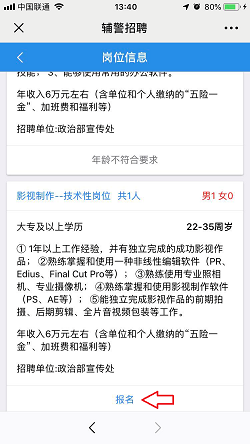 中国联通 13:40 80%
辅警招聘
岗位信息
技能； 3、能够使用常用的办公软件。
年收入6万元左右（含单位和个人缴纳的“五险一
金”、加班费和福利等）
招聘单位:政治部宣传处
年龄不符合要求
影视制作--技术性岗位 共1人 男1 女0
大专及以上学历 22-35周岁
① 1年以上工作经验，并有独立完成的成功影视作
品； ②熟练掌握和使用一种非线性编辑软件（PR、
Edius、Final Cut Pro等）； ③熟练使用专业照相
机、专业摄像机； ④熟练掌握和使用影视制作软件
（PS、AE等）； ⑤能独立完成影视作品的前期拍
摄、后期剪辑、全片音视频包装等工作。
年收入6万元左右（含单位和个人缴纳的“五险一
金”、加班费和福利等）
招聘单位:政治部宣传处
报名